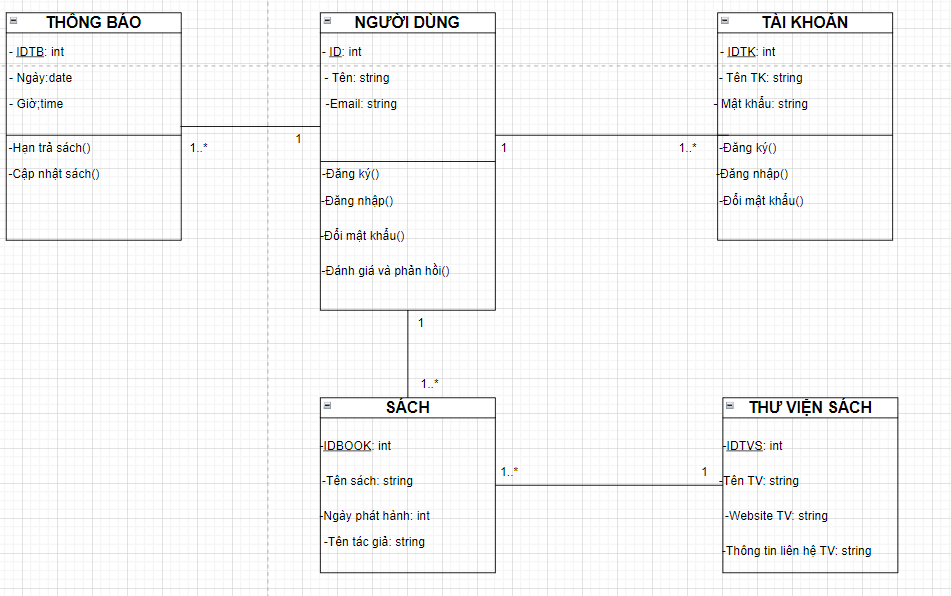 THÔNG BÁO
- IDTB: int
- Ngày:date
- Giờ;time
-Hạn trả sách()
-Cập nhật sách()
1..*
1
NGƯỜI DÙNG
- ID: int
- Tên: string
-Email: string
-Đăng ký()
-Đăng nhập()
-Đổi mật khẩu()
-Đánh giá và phản hồi()
1
1..*
TÀI KHOẢN
- IDTK: int
- Tên TK: string
- Mật khẩu: string
-Đăng ký()
-Đăng nhập()
-Đổi mật khẩu()
1
1..*
SÁCH
-IDBOOK: int
-Tên sách: string
-Ngày phát hành: int
-Tên tác giả: string
1..*
1
THƯ VIỆN SÁCH
-IDTVS: int
-Tên TV: string
-Website TV: string
-Thông tin liên hệ TV: string